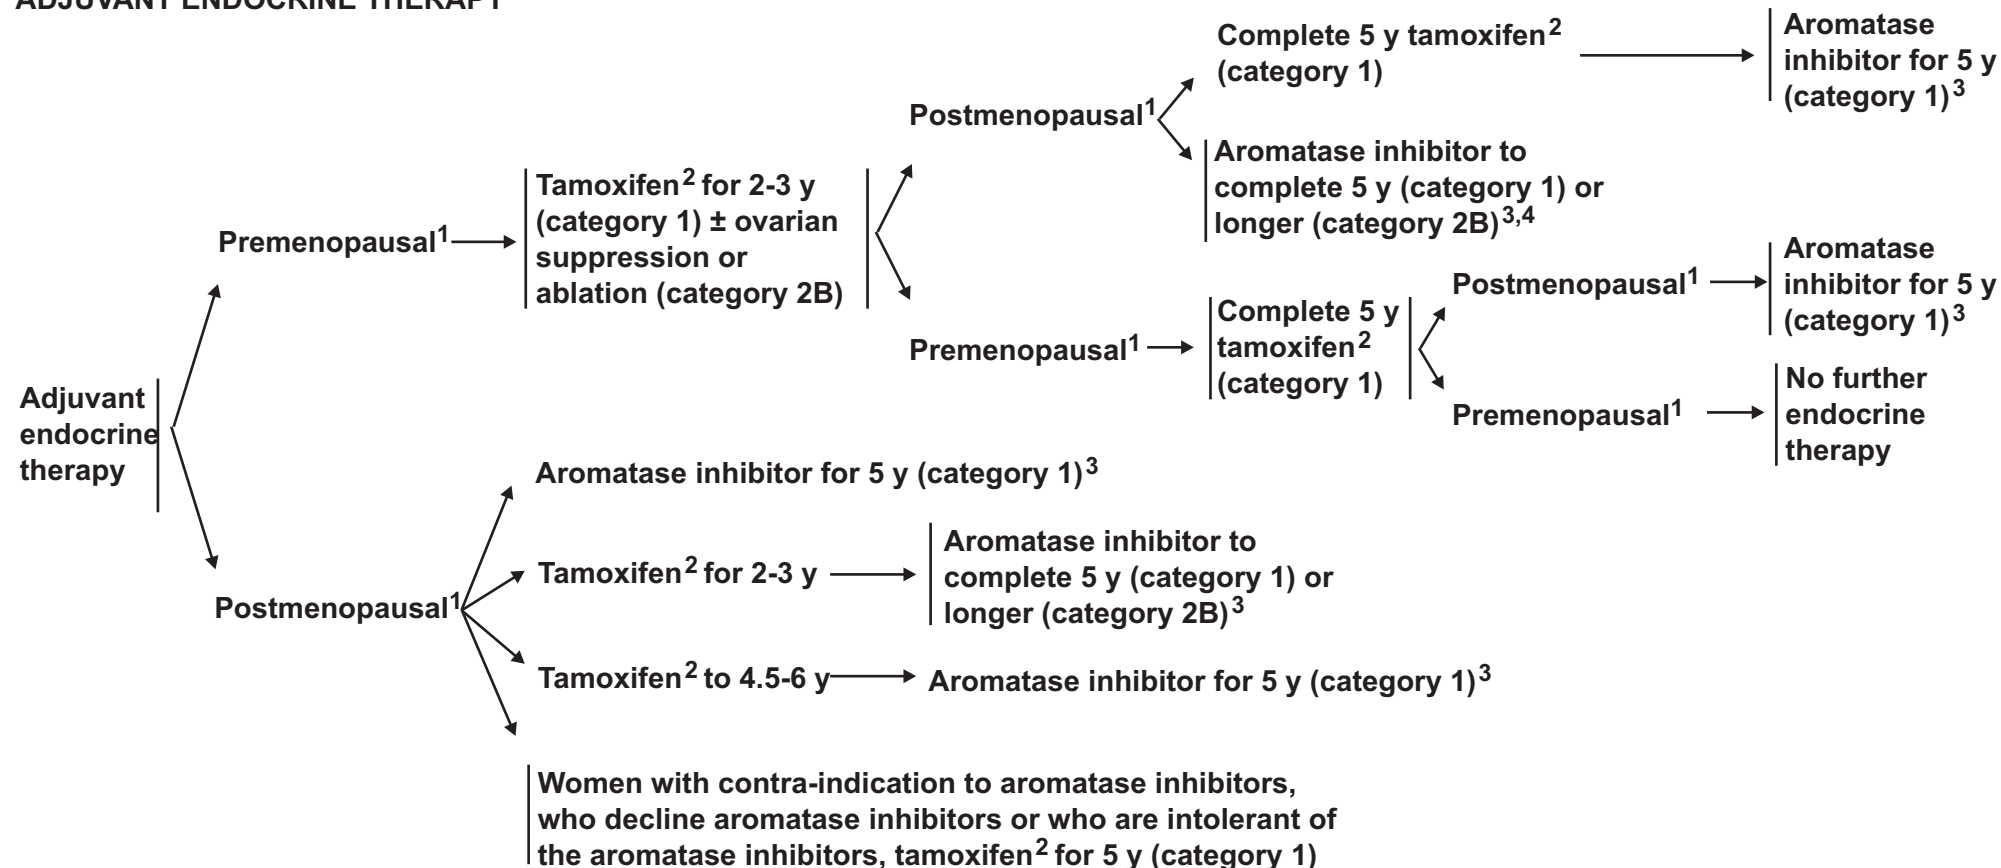 ADJUVANT ENDOCRINE THERAPY
Adjuvant
endocrine
therapy
Premenopausal1
Tamoxifen2 for 2-3 y
(category 1) ± ovarian
suppression or
ablation (category 2B)
Postmenopausal1
Complete 5 y tamoxifen2
(category 1)
Aromatase
inhibitor for 5 y
(category 1)3
Aromatase inhibitor to
complete 5 y (category 1) or
longer (category 2B)3,4
Premenopausal1
Complete 5 y
tamoxifen2
(category 1)
Postmenopausal1
Aromatase
inhibitor for 5 y
(category 1)3
Premenopausal1
No further
endocrine
therapy
Postmenopausal1
Aromatase inhibitor for 5 y (category 1)3
Tamoxifen2 for 2-3 y
Aromatase inhibitor to
complete 5 y (category 1) or
longer (category 2B)3
Tamoxifen2 to 4.5-6 y
Aromatase inhibitor for 5 y (category 1)3
Women with contra-indication to aromatase inhibitors,
who decline aromatase inhibitors or who are intolerant of
the aromatase inhibitors, tamoxifen2 for 5 y (category 1)